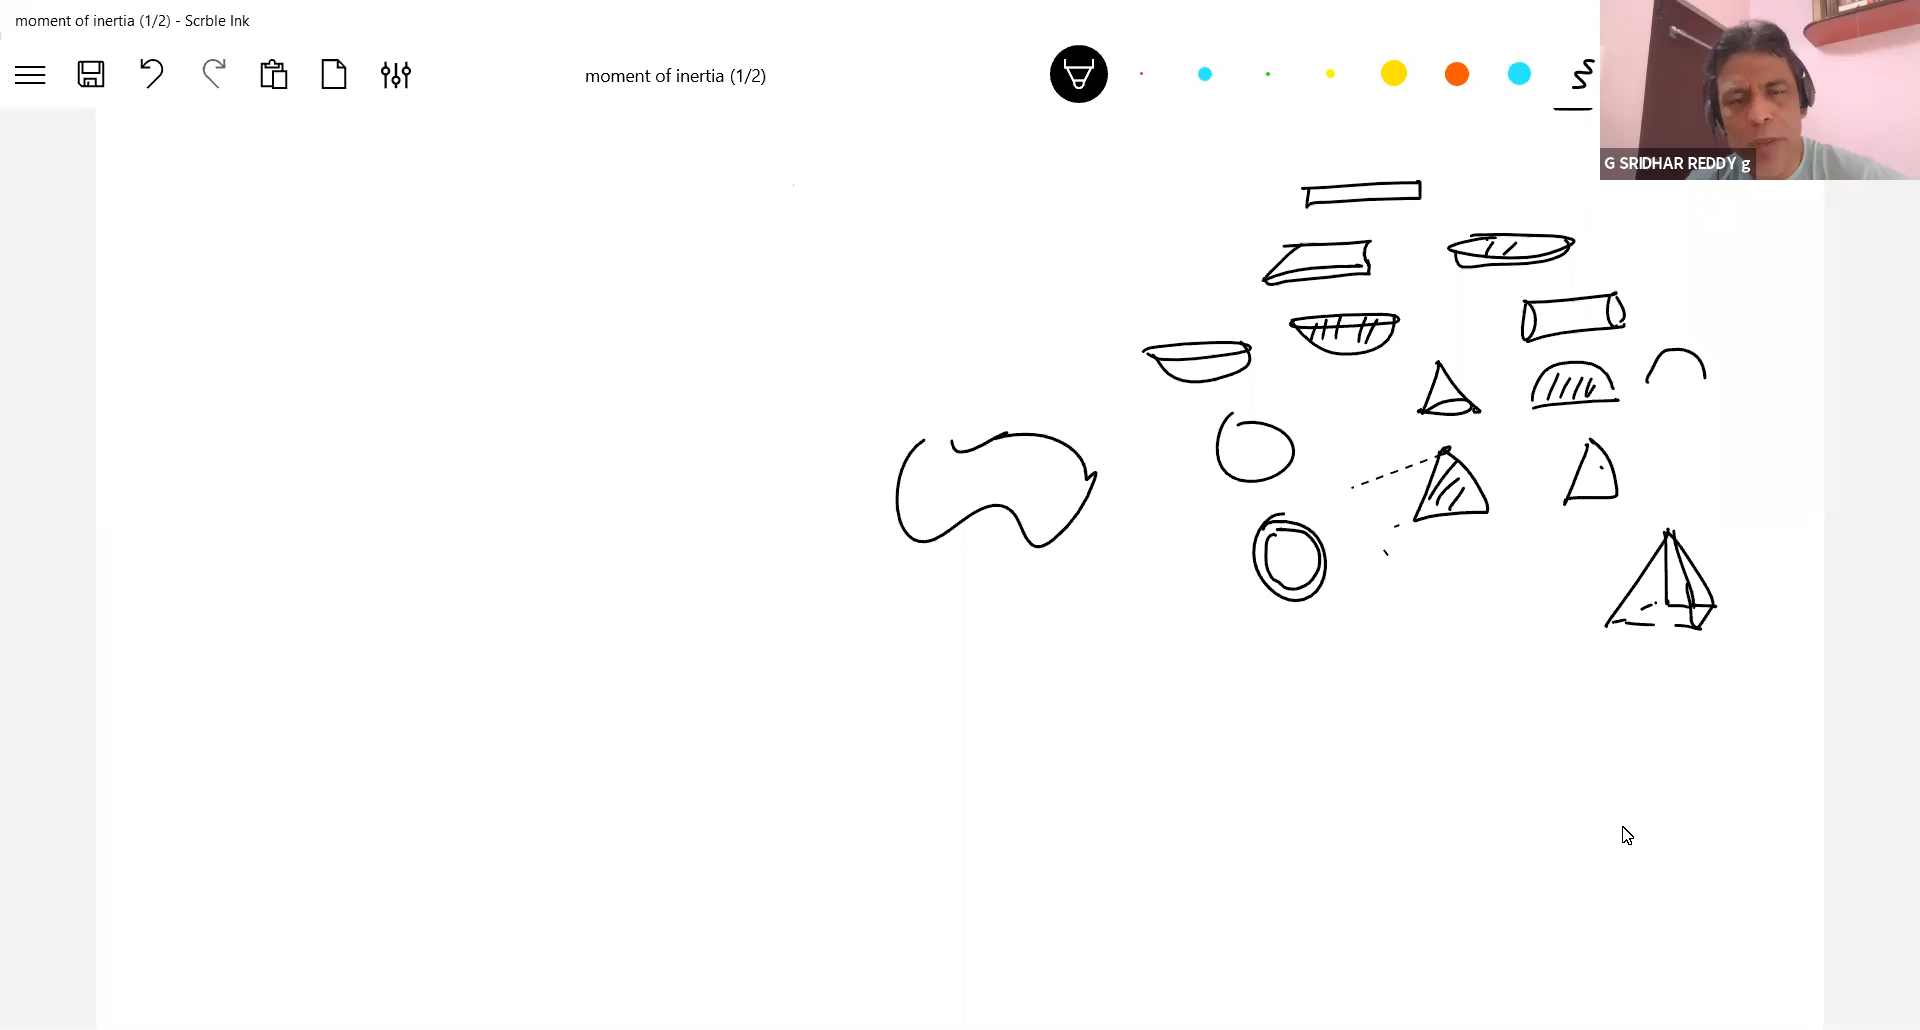 moment of inertia (1/2) - Scrble Ink
moment of inertia (1/2)
G SRIDHAR REDDY g